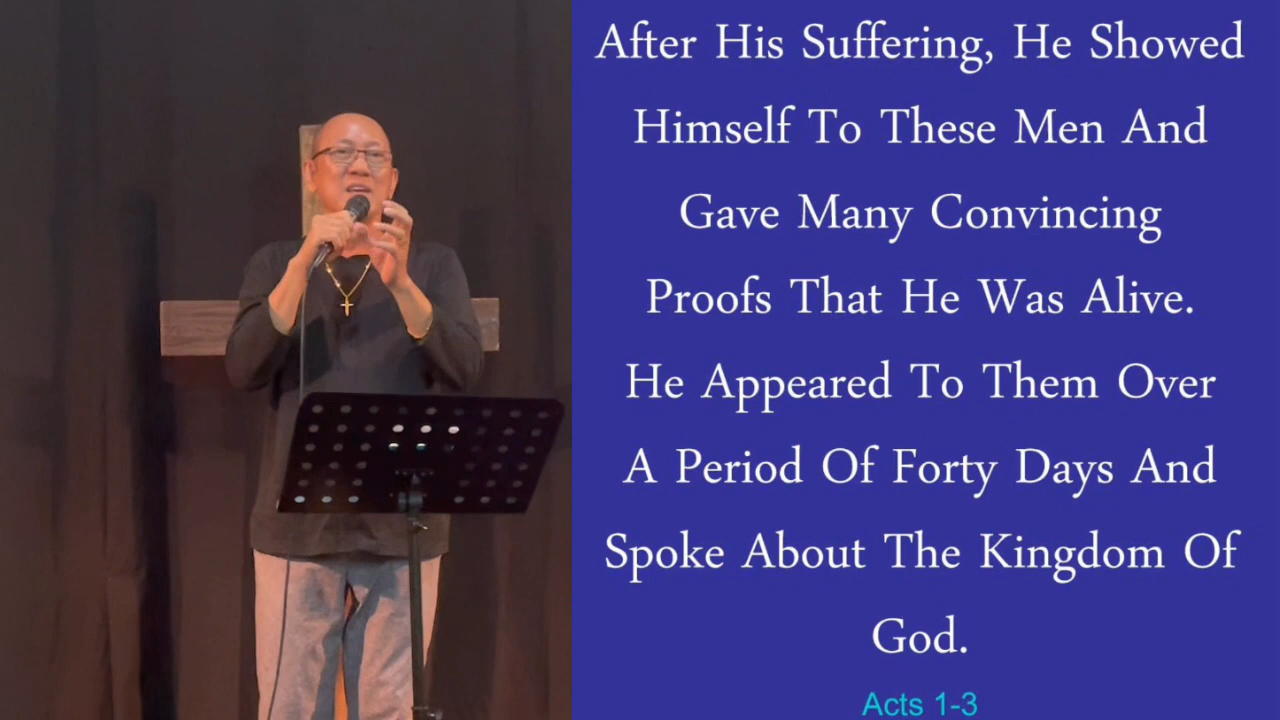 After His Suffering, He Showed
Himself To These Men And
Gave Many Convincing
Proofs That He Was Alive.
He Appeared To Them Over
A Period Of Forty Days And
Spoke About The Kingdom Of
God.
Acts 1-3